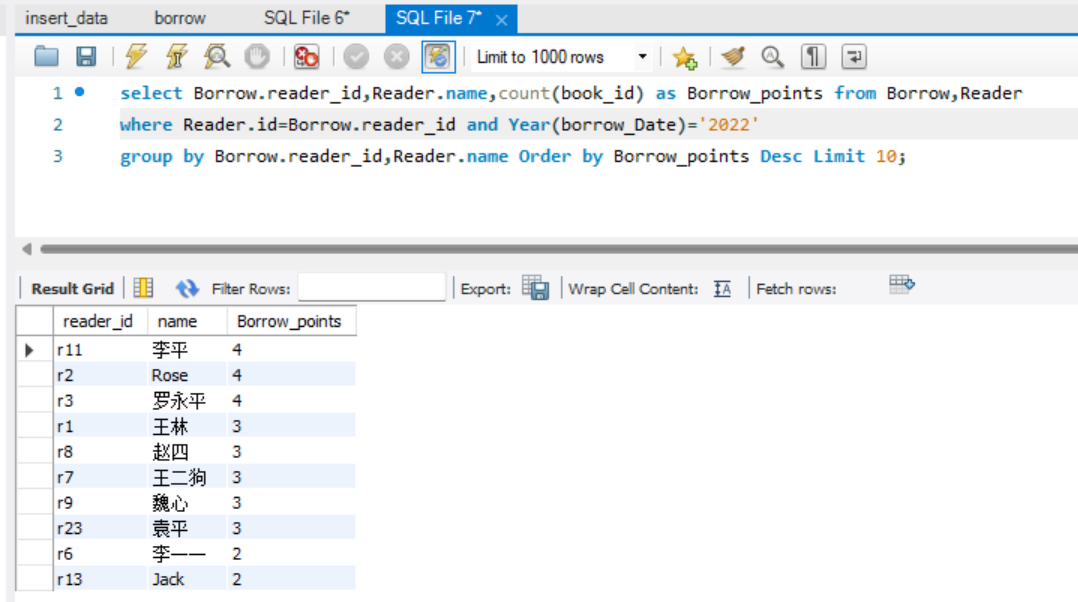 insert_data borrow SQL File 6* SQL File 7* ×
Limit to 1000 rows
1 select Borrow.reader_id,Reader.name,count(book_id) as Borrow_points from Borrow,Reader
2 where Reader.id=Borrow.reader_id and Year(borrow_Date)='2022'
3 group by Borrow.reader_id,Reader.name Order by Borrow_points Desc Limit 10;
Result Grid Filter Rows: Export: Wrap Cell Content: Fetch rows:
reader_id name Borrow_points
r11 李平 4
r2 Rose 4
r3 罗永平 4
r1 王林 3
r8 赵四 3
r7 王二狗 3
r9 魏心 3
r23 袁平 3
r6 李一一 2
r13 Jack 2